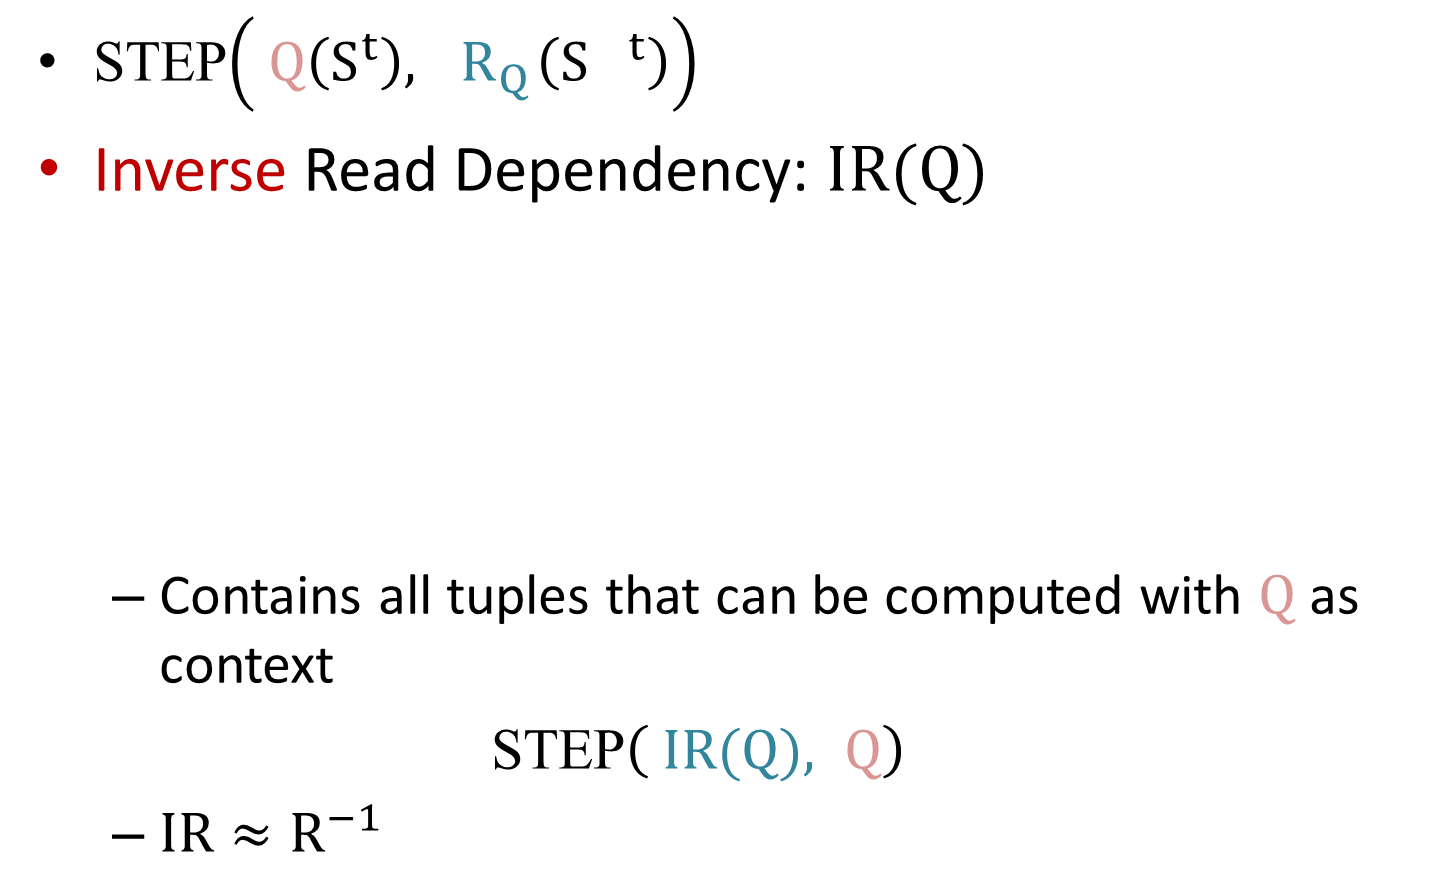 • STEP( Q(Sᵗ), R_Q (S ᵗ))
• Inverse Read Dependency: IR(Q)
– Contains all tuples that can be computed with Q as
context
STEP( IR(Q), Q)
– IR ≈ R⁻¹